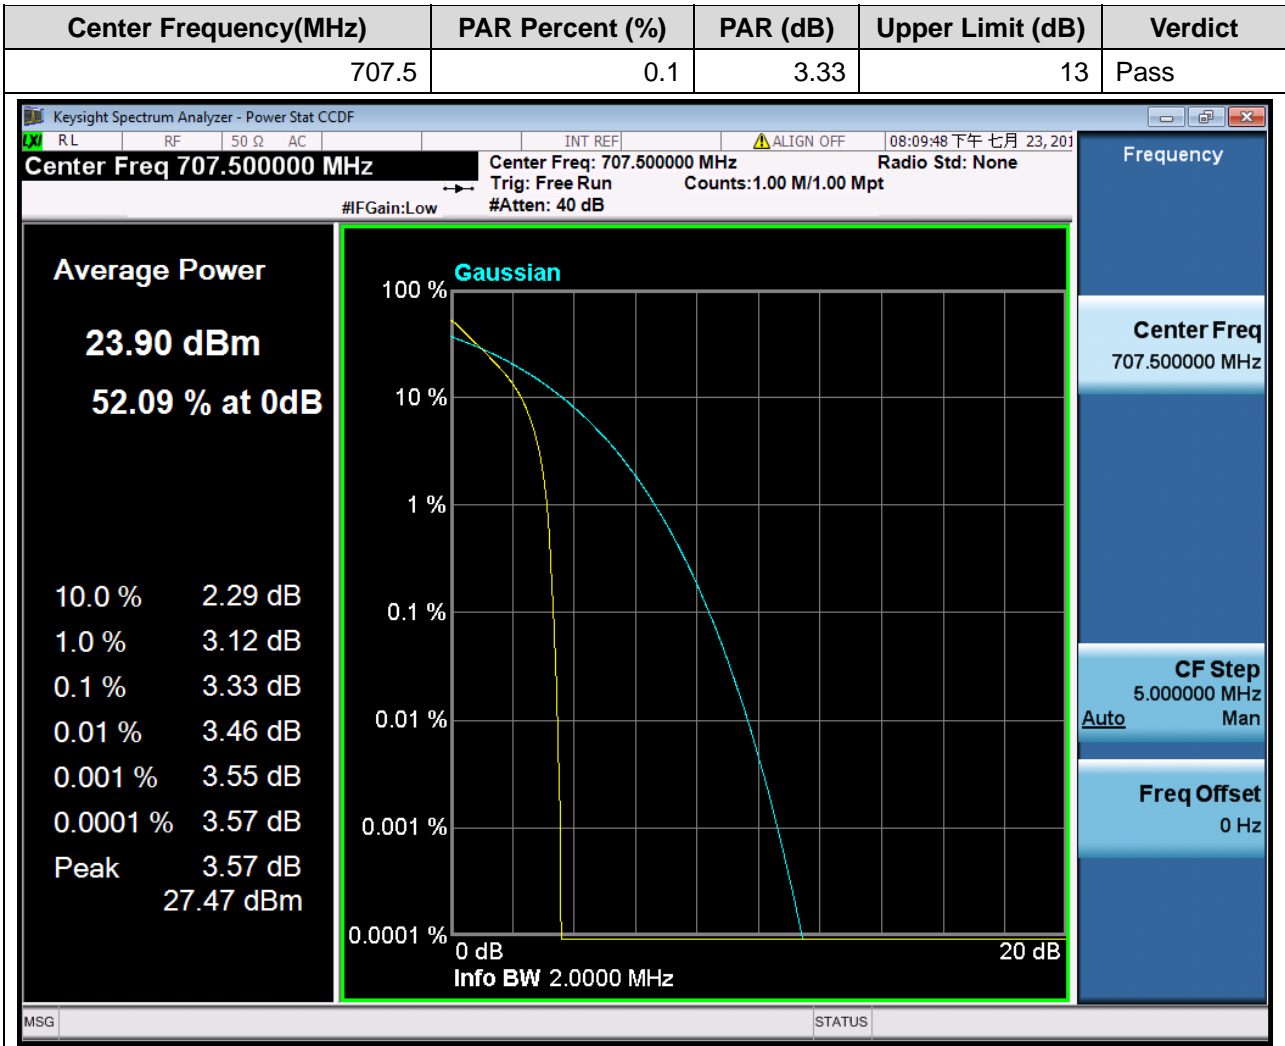 Center Frequency(MHz) PAR Percent (%) PAR (dB) Upper Limit (dB) Verdict
707.5 0.1 3.33 13 Pass
Keysight Spectrum Analyzer - Power Stat CCDF
LXI RL RF 50 Ω AC INT REF ALIGN OFF 08:09:48 下午 七月 23, 201
Center Freq 707.500000 MHz
Center Freq: 707.500000 MHz Radio Std: None
Trig: Free Run Counts:1.00 M/1.00 Mpt
#IFGain:Low #Atten: 40 dB
Average Power
23.90 dBm
52.09 % at 0dB
10.0 % 2.29 dB
1.0 % 3.12 dB
0.1 % 3.33 dB
0.01 % 3.46 dB
0.001 % 3.55 dB
0.0001 % 3.57 dB
Peak 3.57 dB
27.47 dBm
Gaussian
100 %
10 %
1 %
0.1 %
0.01 %
0.001 %
0.0001 %
0 dB 20 dB
Info BW 2.0000 MHz
Frequency
Center Freq
707.500000 MHz
CF Step
5.000000 MHz
Auto Man
Freq Offset
0 Hz
MSG STATUS